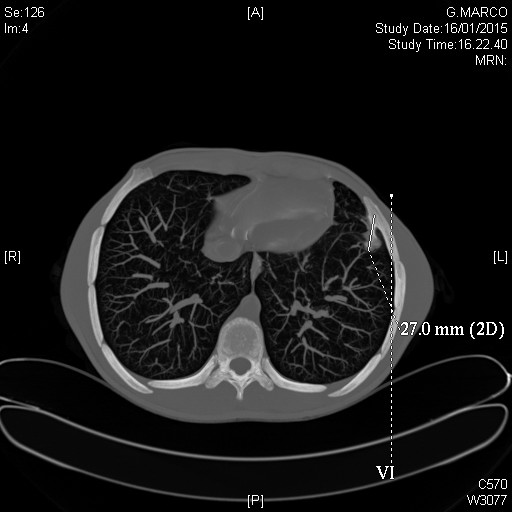 Se:126
Im:4
[A]
G.MARCO
Study Date:16/01/2015
Study Time:16.22.40
MRN:
[R]
[L]
27.0 mm (2D)
VI
[P]
C570
W3077